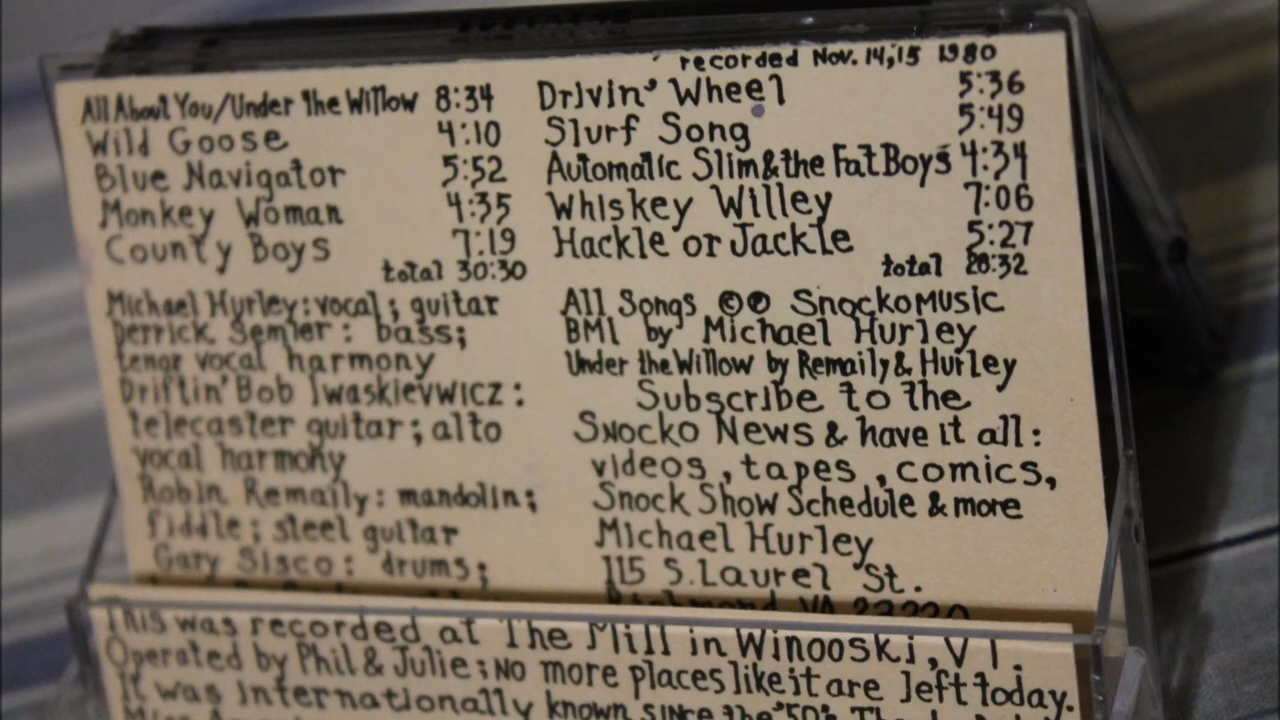 recorded Nov. 14,15 1980
All About You/Under the Willow 8:34
Wild Goose 4:10
Blue Navigator 5:52
Monkey Woman 4:35
County Boys 7:19
total 30:30
Drivin' Wheel 5:36
Slurf Song 5:49
Automatic Slim & the Fat Boys 4:34
Whiskey Willey 7:06
Hackle or Jackle 5:27
total 28:32
Michael Hurley: vocal; guitar
Derrick Semler: bass;
tenor vocal harmony
Driftin' Bob Iwaskievwicz:
telecaster guitar; alto
vocal harmony
Robin Remaily: mandolin;
fiddle; steel guitar
Gary Sisco: drums;
All Songs © ℗ SnockoMusic
BMI by Michael Hurley
Under the Willow by Remaily & Hurley
Subscribe to the
Snocko News & have it all:
videos, tapes, comics,
Snock Show Schedule & more
Michael Hurley
115 S. Laurel St.
Richmond VA 23220
This was recorded at The Mill in Winooski, VT.
Operated by Phil & Julie; No more places like it are left today.
It was internationally known since the '50's